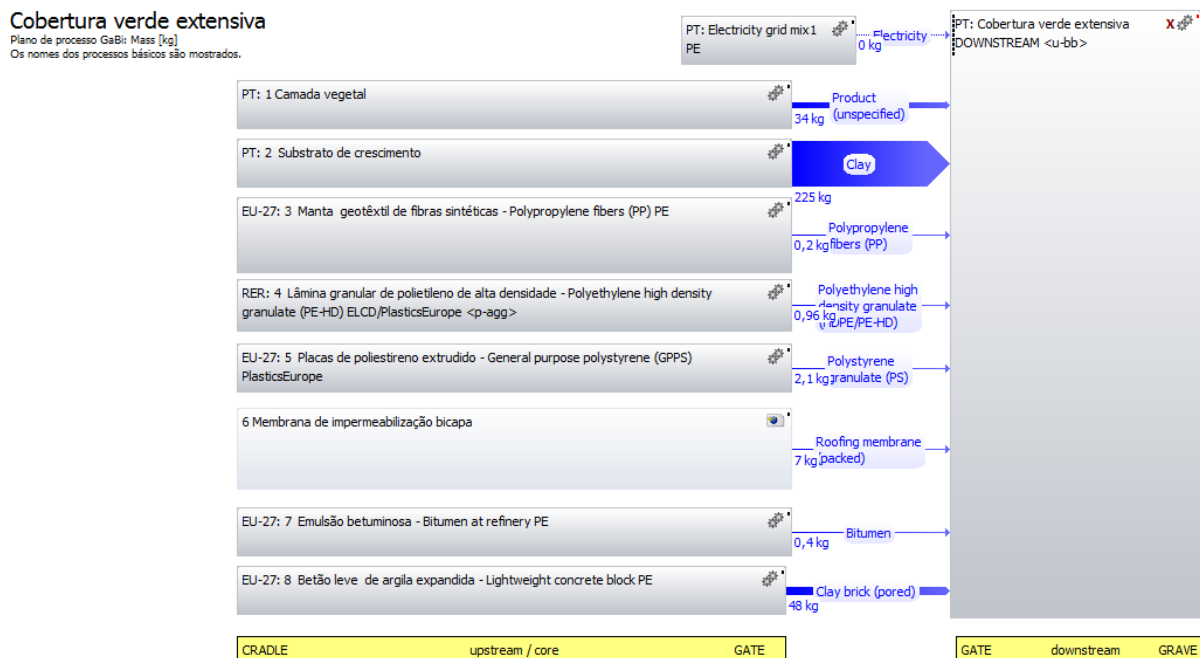 Cobertura verde extensiva
Plano de processo GaBi: Mass [kg]
Os nomes dos processos básicos são mostrados.
PT: Electricity grid mix1
PE
Electricity
0 kg
PT: Cobertura verde extensiva
DOWNSTREAM <u-bb>
X
PT: 1 Camada vegetal
Product
(unspecified)
34 kg
PT: 2 Substrato de crescimento
Clay
225 kg
EU-27: 3 Manta geotêxtil de fibras sintéticas - Polypropylene fibers (PP) PE
Polypropylene
fibers (PP)
0,2 kg
RER: 4 Lâmina granular de polietileno de alta densidade - Polyethylene high density
granulate (PE-HD) ELCD/PlasticsEurope <p-agg>
Polyethylene high
density granulate
(HDPE/PE-HD)
0,96 kg
EU-27: 5 Placas de poliestireno extrudido - General purpose polystyrene (GPPS)
PlasticsEurope
Polystyrene
granulate (PS)
2,1 kg
6 Membrana de impermeabilização bicapa
Roofing membrane
(packed)
7 kg
EU-27: 7 Emulsão betuminosa - Bitumen at refinery PE
Bitumen
0,4 kg
EU-27: 8 Betão leve de argila expandida - Lightweight concrete block PE
Clay brick (pored)
48 kg
CRADLE upstream / core GATE
GATE downstream GRAVE